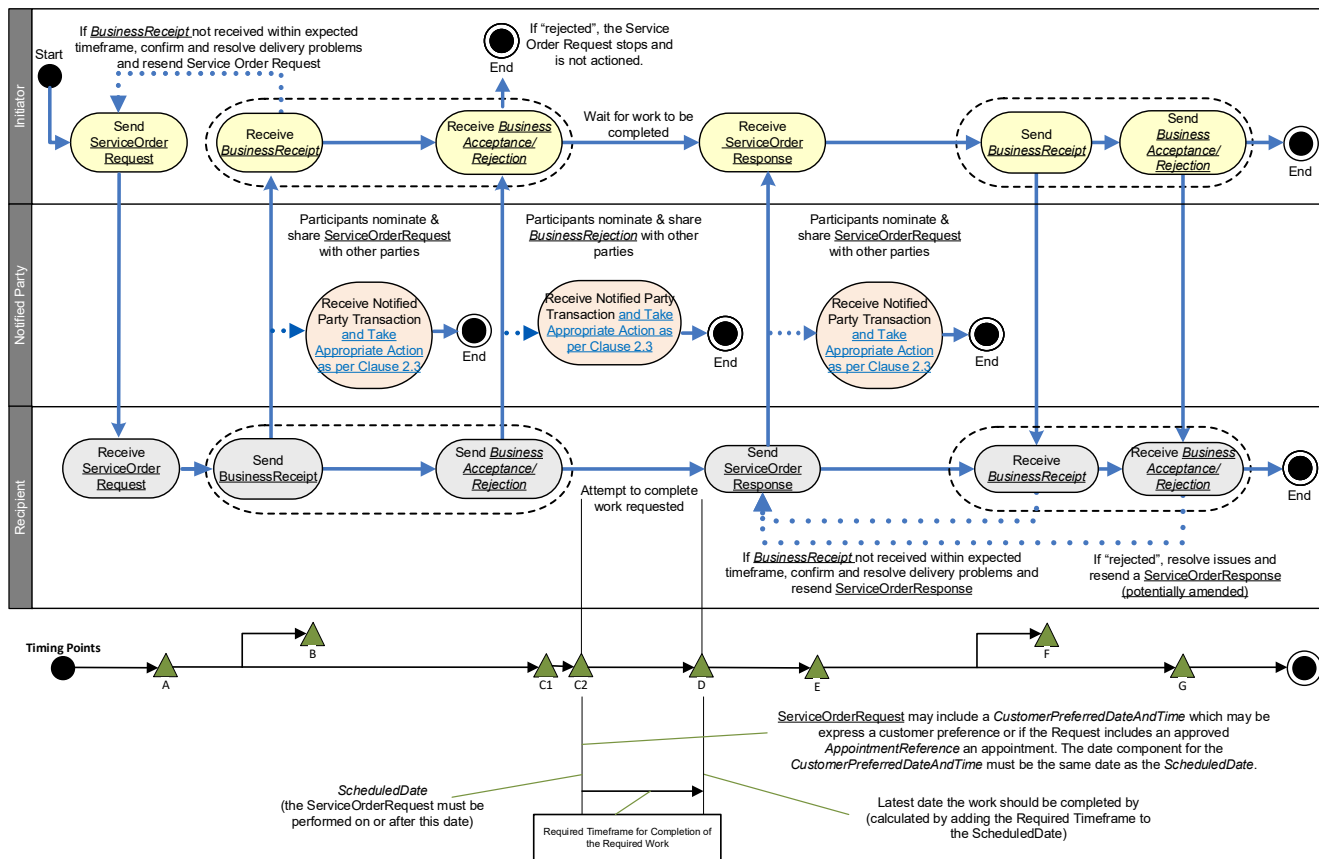 Initiator
Start
If BusinessReceipt not received within expected
timeframe, confirm and resolve delivery problems
and resend Service Order Request
End
If “rejected”, the Service
Order Request stops and
is not actioned.
Send
ServiceOrder
Request
Receive
BusinessReceipt
Receive Business
Acceptance/
Rejection
Wait for work to be
completed
Receive
ServiceOrder
Response
Send
BusinessReceipt
Send
Business
Acceptance/
Rejection
End
Notified Party
Participants nominate &
share ServiceOrderRequest
with other parties
Participants nominate & share
BusinessRejection with other
parties
Participants nominate &
share ServiceOrderRequest
with other parties
Receive Notified
Party Transaction
and Take
Appropriate Action
as per Clause 2.3
End
Receive Notified Party
Transaction and Take
Appropriate Action as
per Clause 2.3
End
Receive Notified
Party Transaction
and Take
Appropriate Action
as per Clause 2.3
End
Recipient
Receive
ServiceOrder
Request
Send
BusinessReceipt
Send Business
Acceptance/
Rejection
Attempt to complete
work requested
Send
ServiceOrder
Response
Receive
BusinessReceipt
Receive Business
Acceptance/
Rejection
End
If BusinessReceipt not received within expected
timeframe, confirm and resolve delivery problems and
resend ServiceOrderResponse
If “rejected”, resolve issues and
resend a ServiceOrderResponse
(potentially amended)
Timing Points
A
B
C1
C2
D
E
F
G
ServiceOrderRequest may include a CustomerPreferredDateAndTime which may be
express a customer preference or if the Request includes an approved
AppointmentReference an appointment. The date component for the
CustomerPreferredDateAndTime must be the same date as the ScheduledDate.
ScheduledDate
(the ServiceOrderRequest must be
performed on or after this date)
Latest date the work should be completed by
(calculated by adding the Required Timeframe to
the ScheduledDate)
Required Timeframe for Completion of
the Required Work